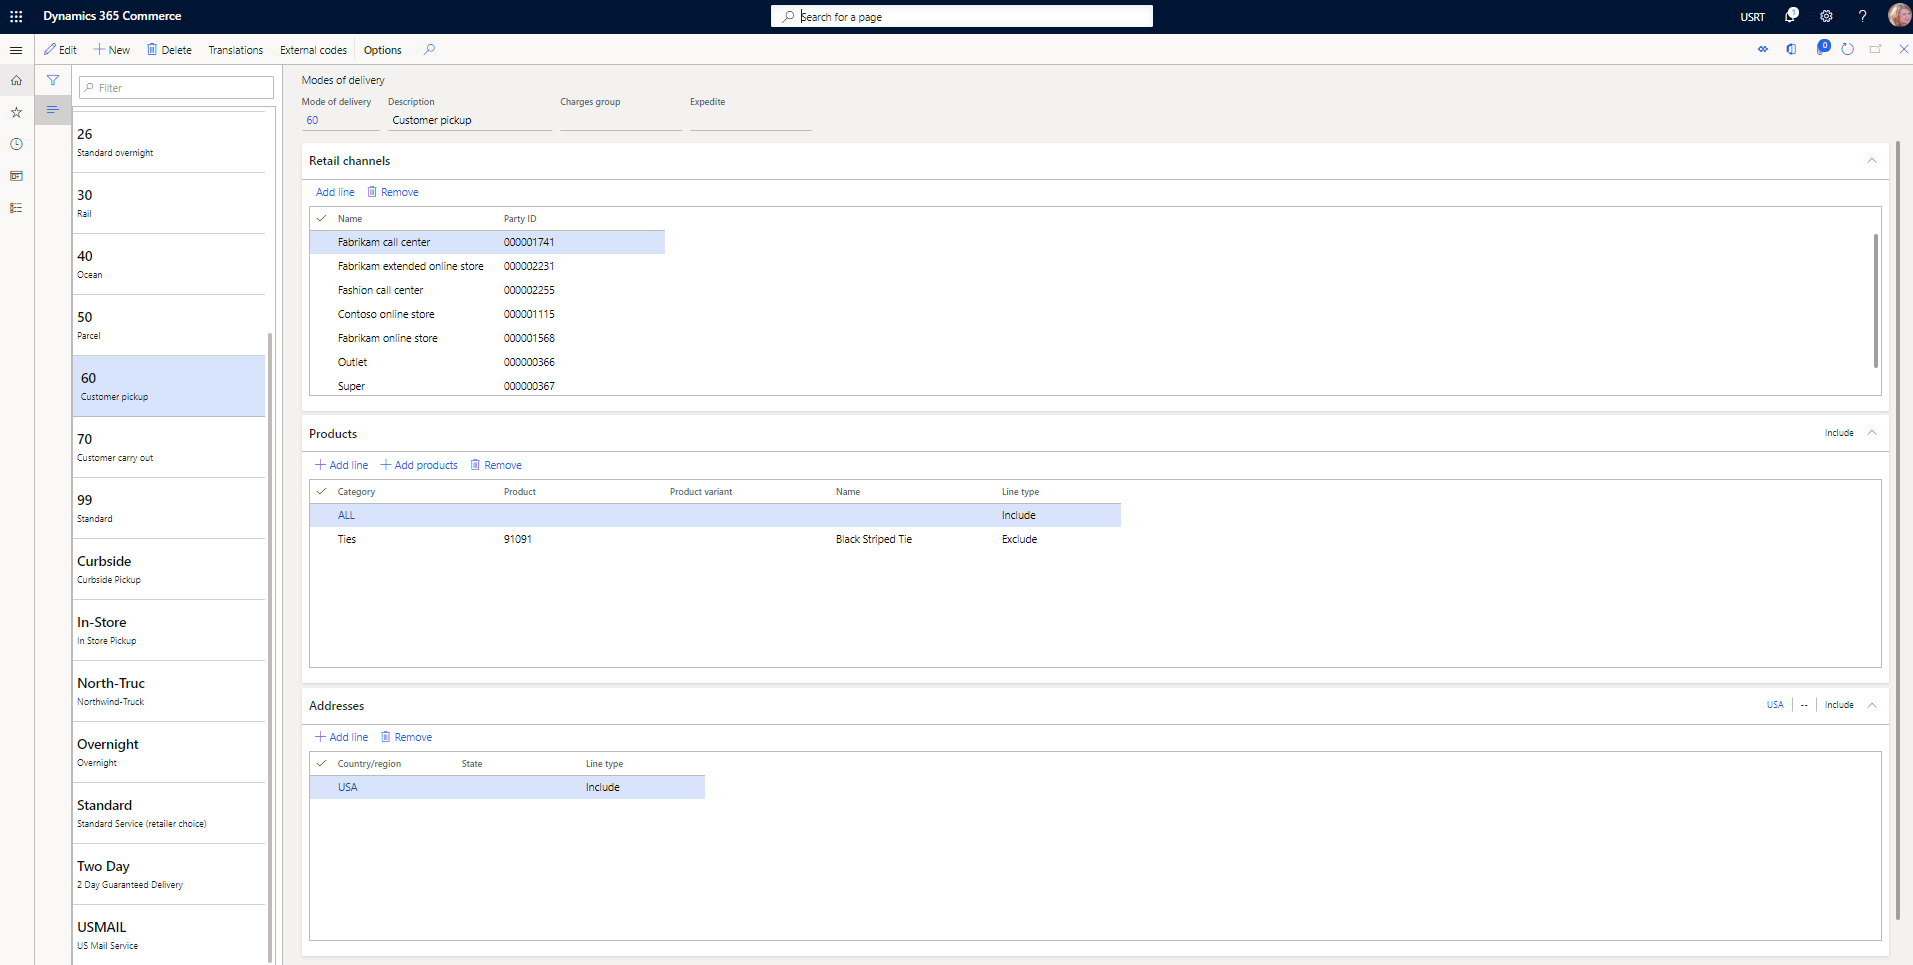 Dynamics 365 Commerce
Search for a page
USRT
1
?
Edit
New
Delete
Translations
External codes
Options
0
Filter
26
Standard overnight
30
Rail
40
Ocean
50
Parcel
60
Customer pickup
70
Customer carry out
99
Standard
Curbside
Curbside Pickup
In-Store
In Store Pickup
North-Truc
Northwind-Truck
Overnight
Overnight
Standard
Standard Service (retailer choice)
Two Day
2 Day Guaranteed Delivery
USMAIL
US Mail Service
Modes of delivery
Mode of delivery Description Charges group Expedite
60 Customer pickup
Retail channels
Add line Remove
Name Party ID
Fabrikam call center 000001741
Fabrikam extended online store 000002231
Fashion call center 000002255
Contoso online store 000001115
Fabrikam online store 000001568
Outlet 000000366
Super 000000367
Products Include
Add line Add products Remove
Category Product Product variant Name Line type
ALL Include
Ties 91091 Black Striped Tie Exclude
Addresses USA -- Include
Add line Remove
Country/region State Line type
USA Include